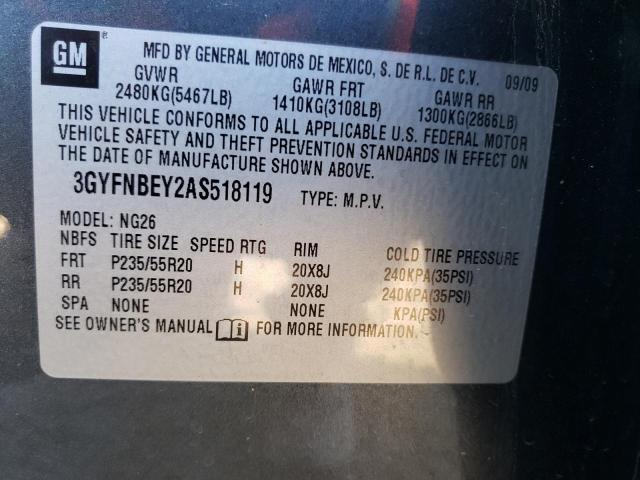 GM
MFD BY GENERAL MOTORS DE MEXICO, S. DE R.L. DE C.V. 09/09
GVWR GAWR FRT GAWR RR
2480KG(5467LB) 1410KG(3108LB) 1300KG(2866LB)
THIS VEHICLE CONFORMS TO ALL APPLICABLE U.S. FEDERAL MOTOR
VEHICLE SAFETY AND THEFT PREVENTION STANDARDS IN EFFECT ON
THE DATE OF MANUFACTURE SHOWN ABOVE.
3GYFNBEY2AS518119 TYPE: M.P.V.
MODEL: NG26
NBFS TIRE SIZE SPEED RTG RIM COLD TIRE PRESSURE
FRT P235/55R20 H 20X8J 240KPA(35PSI)
RR P235/55R20 H 20X8J 240KPA(35PSI)
SPA NONE NONE KPA(PSI)
SEE OWNER'S MANUAL i FOR MORE INFORMATION.